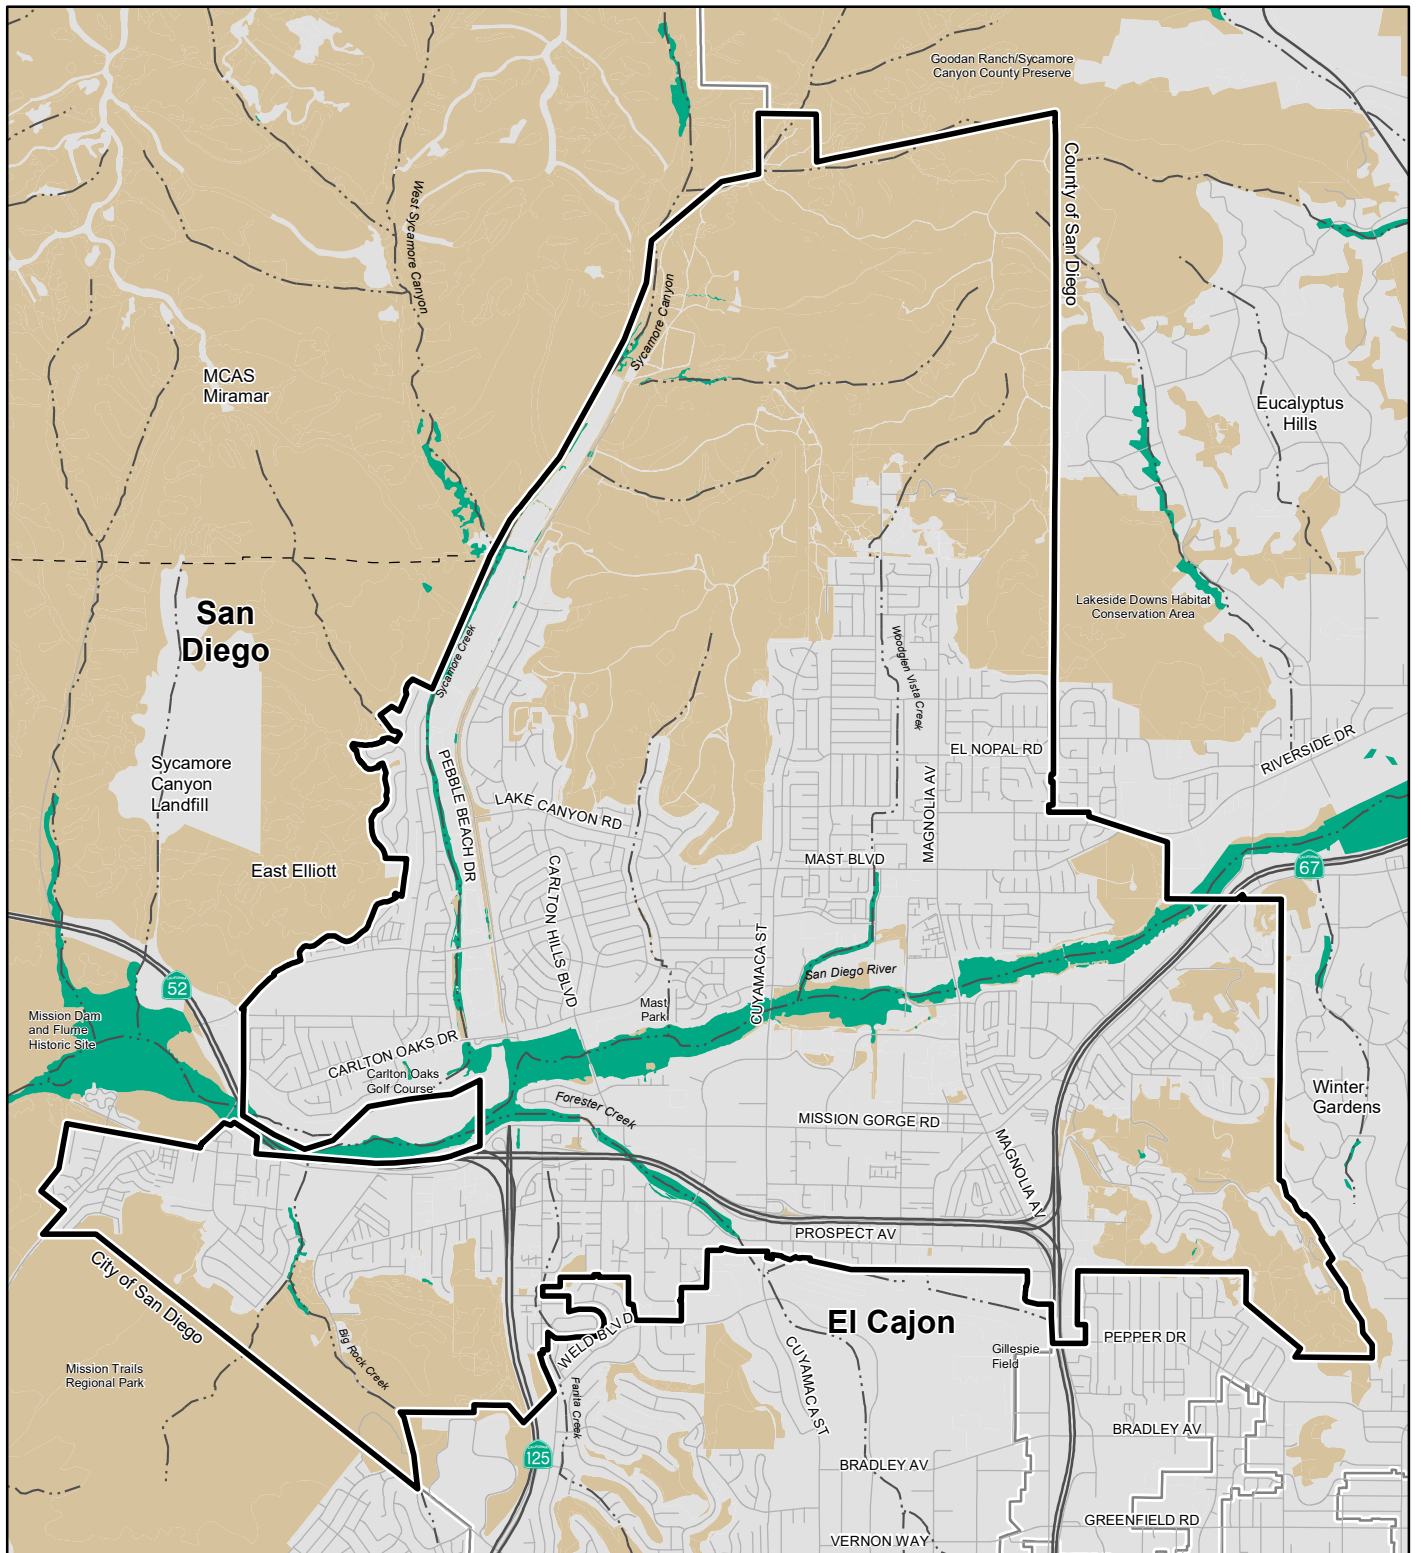 Goodan Ranch/Sycamore
Canyon County Preserve
County of San Diego
West Sycamore Canyon
Sycamore Canyon
MCAS
Miramar
Eucalyptus
Hills
San
Diego
Lakeside Downs Habitat
Conservation Area
Sycamore Creek
Woodglen Vista Creek
EL NOPAL RD
RIVERSIDE DR
Sycamore
Canyon
Landfill
PEBBLE BEACH DR
LAKE CANYON RD
MAGNOLIA AV
MAST BLVD
CALIFORNIA
67
East Elliott
CARLTON HILLS BLVD
CUYAMACA ST
San Diego River
CALIFORNIA
52
Mast
Park
Mission Dam
and Flume
Historic Site
CARLTON OAKS DR
Carlton Oaks
Golf Course
Forester Creek
MISSION GORGE RD
MAGNOLIA AV
Winter
Gardens
PROSPECT AV
City of San Diego
El Cajon
WELD BLVD
Gillespie
Field
PEPPER DR
Big Rock Creek
Mission Trails
Regional Park
Fanita Creek
CUYAMACA ST
CALIFORNIA
125
BRADLEY AV
BRADLEY AV
GREENFIELD RD
VERNON WAY